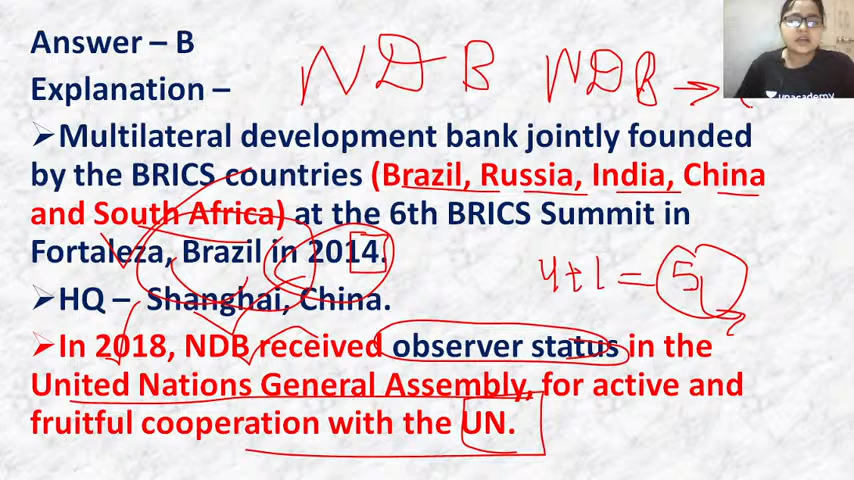 Answer – B
NDB NDB →
Explanation –
➢Multilateral development bank jointly founded
by the BRICS countries (Brazil, Russia, India, China
and South Africa) at the 6th BRICS Summit in
Fortaleza, Brazil in 2014.
4+1 = 5
➢HQ – Shanghai, China.
➢In 2018, NDB received observer status in the
United Nations General Assembly, for active and
fruitful cooperation with the UN.
unacademy